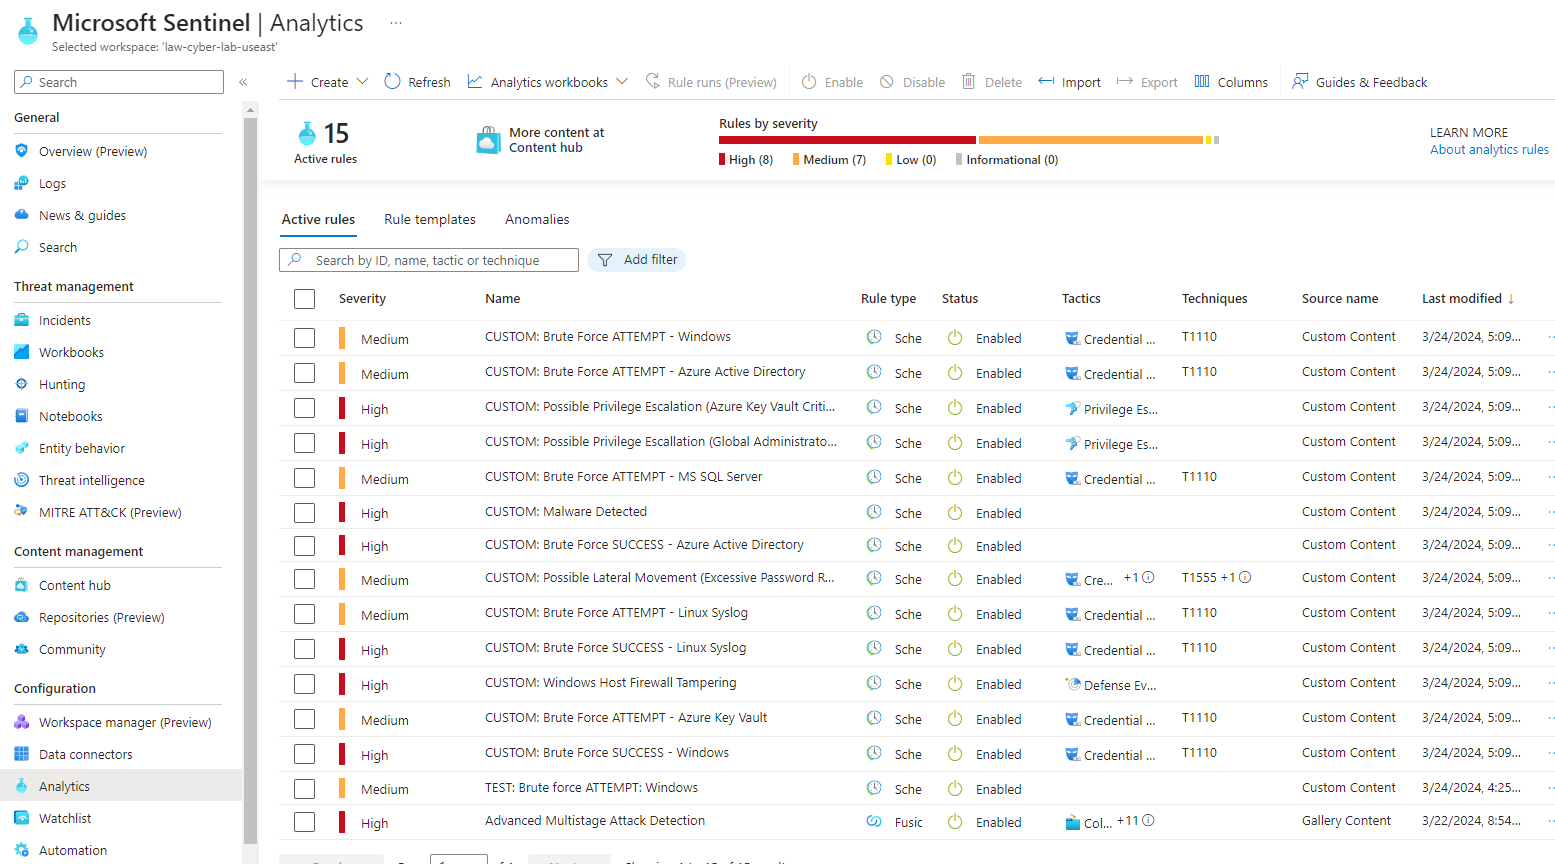 Microsoft Sentinel | Analytics ...
Selected workspace: 'law-cyber-lab-useast'
Search «
General
Overview (Preview)
Logs
News & guides
Search
Threat management
Incidents
Workbooks
Hunting
Notebooks
Entity behavior
Threat intelligence
MITRE ATT&CK (Preview)
Content management
Content hub
Repositories (Preview)
Community
Configuration
Workspace manager (Preview)
Data connectors
Analytics
Watchlist
Automation
Create Refresh Analytics workbooks Rule runs (Preview) Enable Disable Delete Import Export Columns Guides & Feedback
15
Active rules
More content at
Content hub
Rules by severity
High (8) Medium (7) Low (0) Informational (0)
LEARN MORE
About analytics rules
Active rules Rule templates Anomalies
Search by ID, name, tactic or technique Add filter
Severity Name Rule type Status Tactics Techniques Source name Last modified ↓
Medium CUSTOM: Brute Force ATTEMPT - Windows Sche Enabled Credential ... T1110 Custom Content 3/24/2024, 5:09...
Medium CUSTOM: Brute Force ATTEMPT - Azure Active Directory Sche Enabled Credential ... T1110 Custom Content 3/24/2024, 5:09...
High CUSTOM: Possible Privilege Escalation (Azure Key Vault Criti... Sche Enabled Privilege Es... Custom Content 3/24/2024, 5:09...
High CUSTOM: Possible Privilege Escallation (Global Administrato... Sche Enabled Privilege Es... Custom Content 3/24/2024, 5:09...
Medium CUSTOM: Brute Force ATTEMPT - MS SQL Server Sche Enabled Credential ... T1110 Custom Content 3/24/2024, 5:09...
High CUSTOM: Malware Detected Sche Enabled Custom Content 3/24/2024, 5:09...
High CUSTOM: Brute Force SUCCESS - Azure Active Directory Sche Enabled Custom Content 3/24/2024, 5:09...
Medium CUSTOM: Possible Lateral Movement (Excessive Password R... Sche Enabled Cre... +1 T1555 +1 Custom Content 3/24/2024, 5:09...
Medium CUSTOM: Brute Force ATTEMPT - Linux Syslog Sche Enabled Credential ... T1110 Custom Content 3/24/2024, 5:09...
High CUSTOM: Brute Force SUCCESS - Linux Syslog Sche Enabled Credential ... T1110 Custom Content 3/24/2024, 5:09...
High CUSTOM: Windows Host Firewall Tampering Sche Enabled Defense Ev... Custom Content 3/24/2024, 5:09...
Medium CUSTOM: Brute Force ATTEMPT - Azure Key Vault Sche Enabled Credential ... T1110 Custom Content 3/24/2024, 5:09...
High CUSTOM: Brute Force SUCCESS - Windows Sche Enabled Credential ... T1110 Custom Content 3/24/2024, 5:09...
Medium TEST: Brute force ATTEMPT: Windows Sche Enabled Custom Content 3/24/2024, 4:25...
High Advanced Multistage Attack Detection Fusic Enabled Col... +11 Gallery Content 3/22/2024, 8:54...